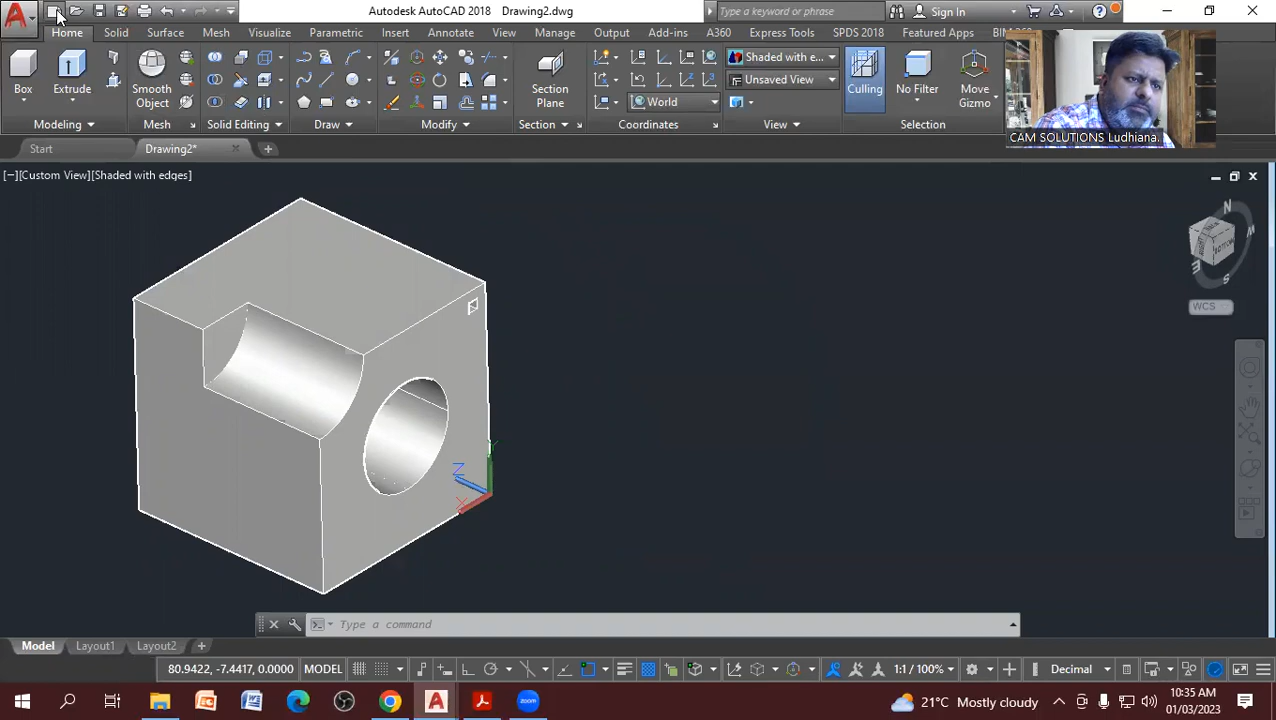 Autodesk AutoCAD 2018 Drawing2.dwg
Type a keyword or phrase
Sign In
Home Solid Surface Mesh Visualize Parametric Insert Annotate View Manage Output Add-ins A360 Express Tools SPDS 2018 Featured Apps BIM 360
Box Extrude Smooth Object Section Plane Culling No Filter Move Gizmo
Shaded with e...
Unsaved View
World
Modeling Mesh Solid Editing Draw Modify Section Coordinates View Selection
CAM SOLUTIONS Ludhiana.
Start Drawing2*
[−][Custom View][Shaded with edges]
N
W
E
S
BOTTOM
WCS
Y
Z
X
Type a command
Model Layout1 Layout2
80.9422, -7.4417, 0.0000 MODEL 1:1 / 100% Decimal
21°C Mostly cloudy
10:35 AM
01/03/2023